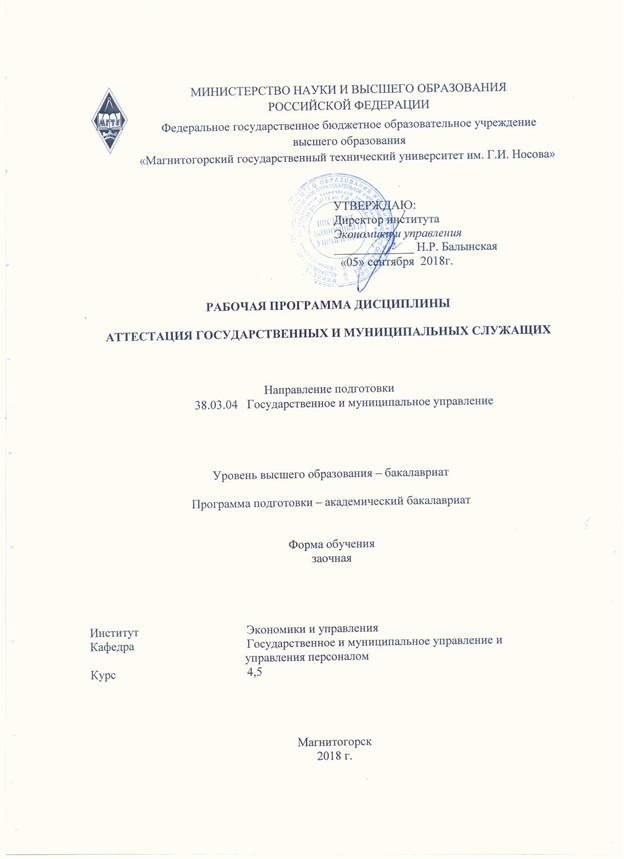 МИНИСТЕРСТВО НАУКИ И ВЫСШЕГО ОБРАЗОВАНИЯ
РОССИЙСКОЙ ФЕДЕРАЦИИ
Федеральное государственное бюджетное образовательное учреждение
высшего образования
«Магнитогорский государственный технический университет им. Г.И. Носова»
УТВЕРЖДАЮ:
Директор института
Экономики и управления
Н.Р. Балынская
«05» сентября 2018г.
РАБОЧАЯ ПРОГРАММА ДИСЦИПЛИНЫ
АТТЕСТАЦИЯ ГОСУДАРСТВЕННЫХ И МУНИЦИПАЛЬНЫХ СЛУЖАЩИХ
Направление подготовки
38.03.04 Государственное и муниципальное управление
Уровень высшего образования – бакалавриат
Программа подготовки – академический бакалавриат
Форма обучения
заочная
Институт Экономики и управления
Кафедра Государственное и муниципальное управление и
управления персоналом
Курс 4,5
Магнитогорск
2018 г.